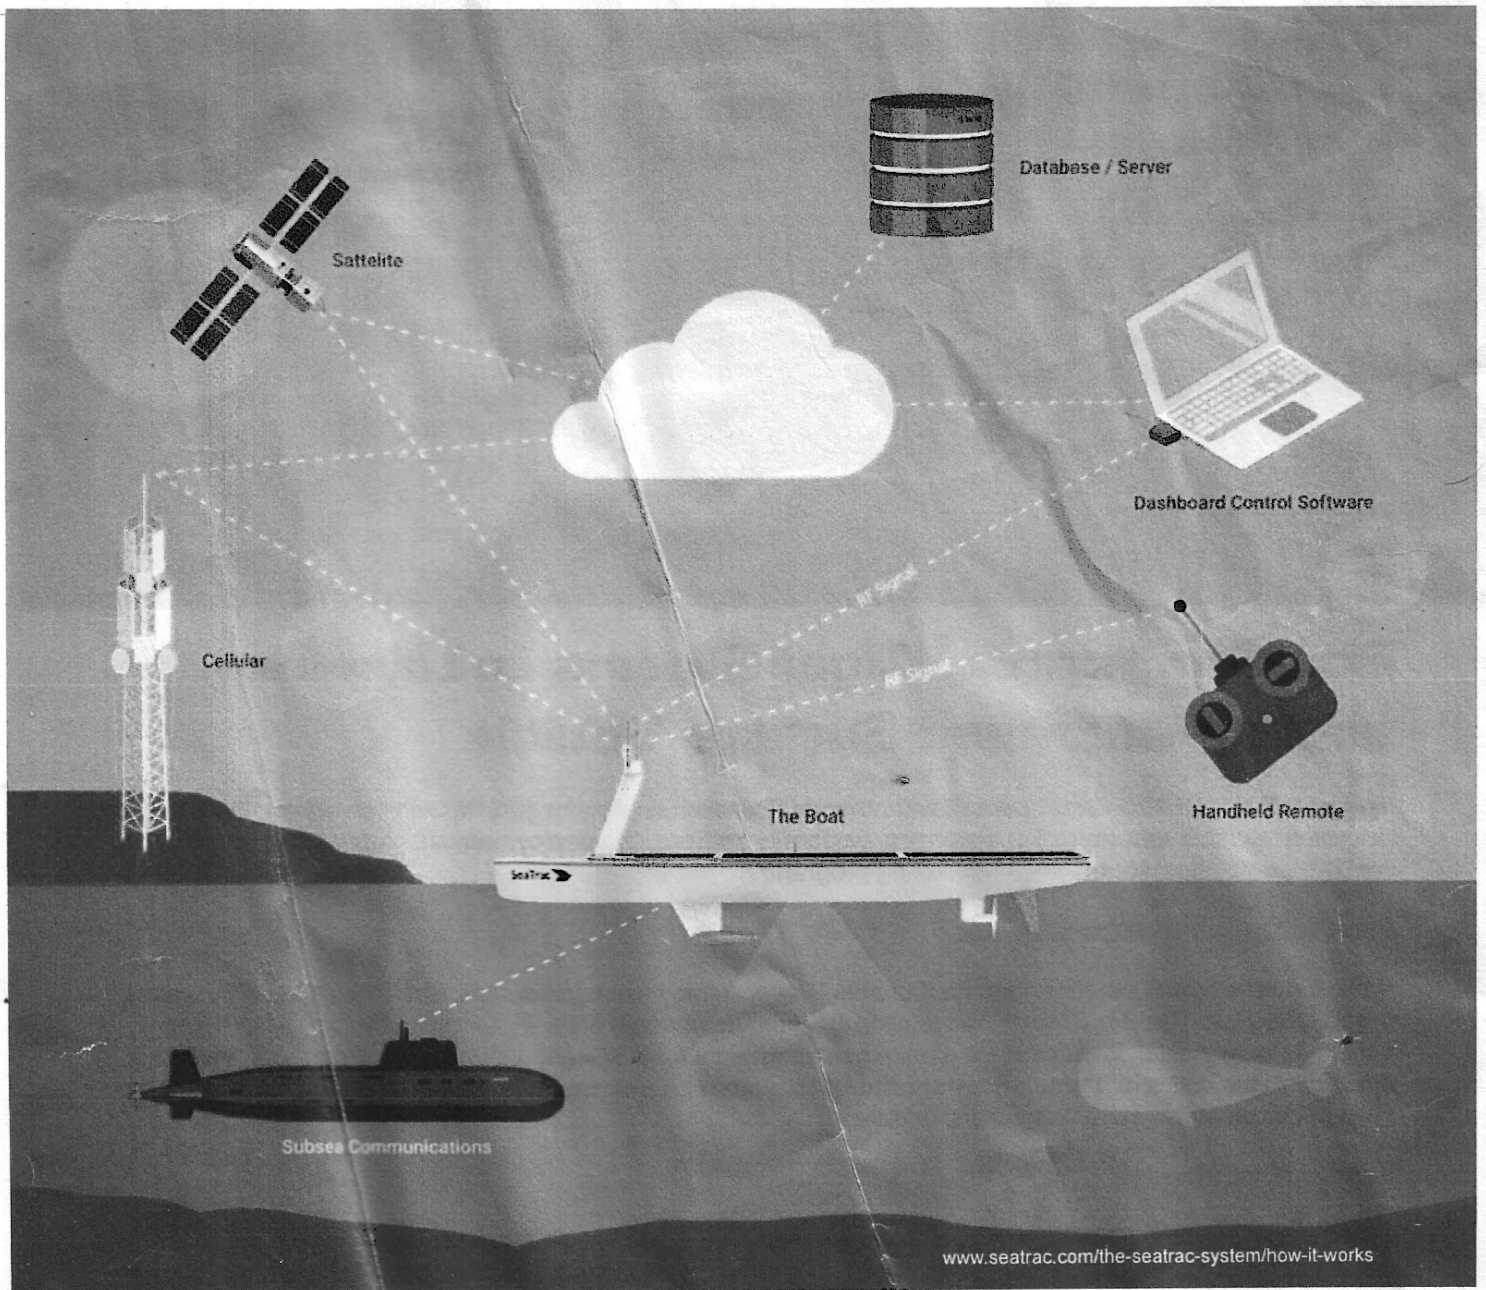 Database / Server
Sattelite
Dashboard Control Software
RF Signal
RF Signal
Cellular
The Boat
Handheld Remote
SeaTrac
Subsea Communications
www.seatrac.com/the-seatrac-system/how-it-works